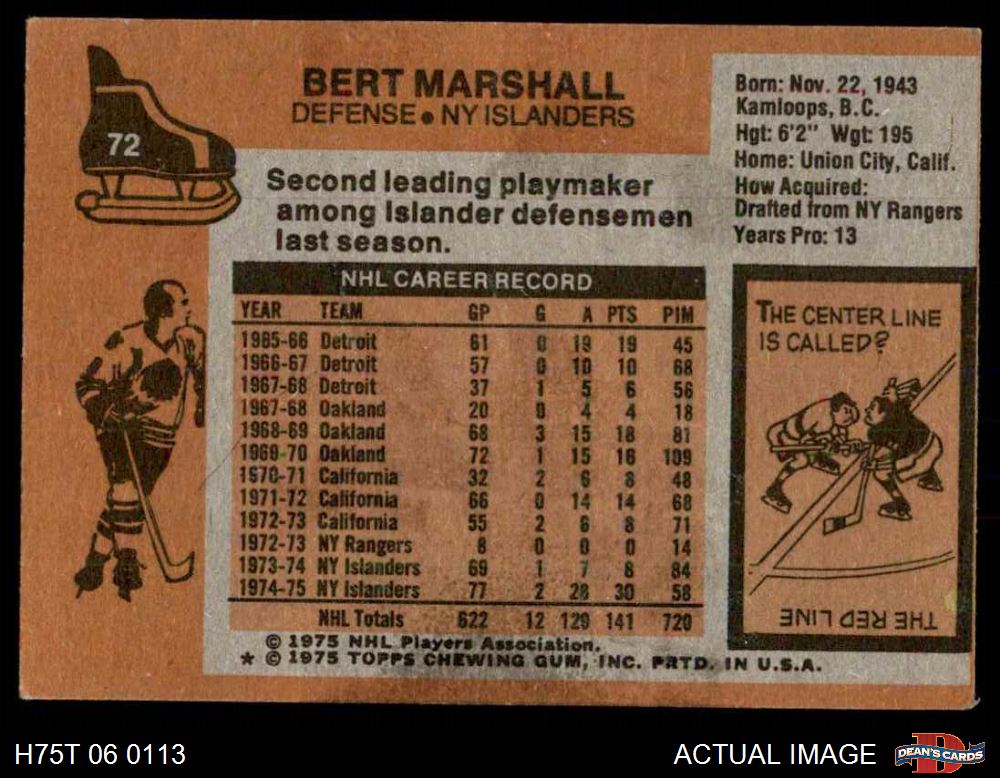 72
BERT MARSHALL
DEFENSE • NY ISLANDERS
Born: Nov. 22, 1943
Kamloops, B.C.
Hgt: 6'2" Wgt: 195
Home: Union City, Calif.
How Acquired:
Drafted from NY Rangers
Years Pro: 13
Second leading playmaker
among Islander defensemen
last season.
NHL CAREER RECORD
YEAR TEAM GP G A PTS PIM
1965-66 Detroit 61 0 19 19 45
1966-67 Detroit 57 0 10 10 68
1967-68 Detroit 37 1 5 6 56
1967-68 Oakland 20 0 4 4 18
1968-69 Oakland 68 3 15 18 81
1969-70 Oakland 72 1 15 16 109
1970-71 California 32 2 6 8 48
1971-72 California 66 0 14 14 68
1972-73 California 55 2 6 8 71
1972-73 NY Rangers 8 0 0 0 14
1973-74 NY Islanders 69 1 7 8 84
1974-75 NY Islanders 77 2 28 30 58
NHL Totals 622 12 129 141 720
© 1975 NHL Players Association.
* © 1975 TOPPS CHEWING GUM, INC. PRTD. IN U.S.A.
THE CENTER LINE
IS CALLED?
THE RED LINE
H75T 06 0113
ACTUAL IMAGE
D
DEAN'S CARDS